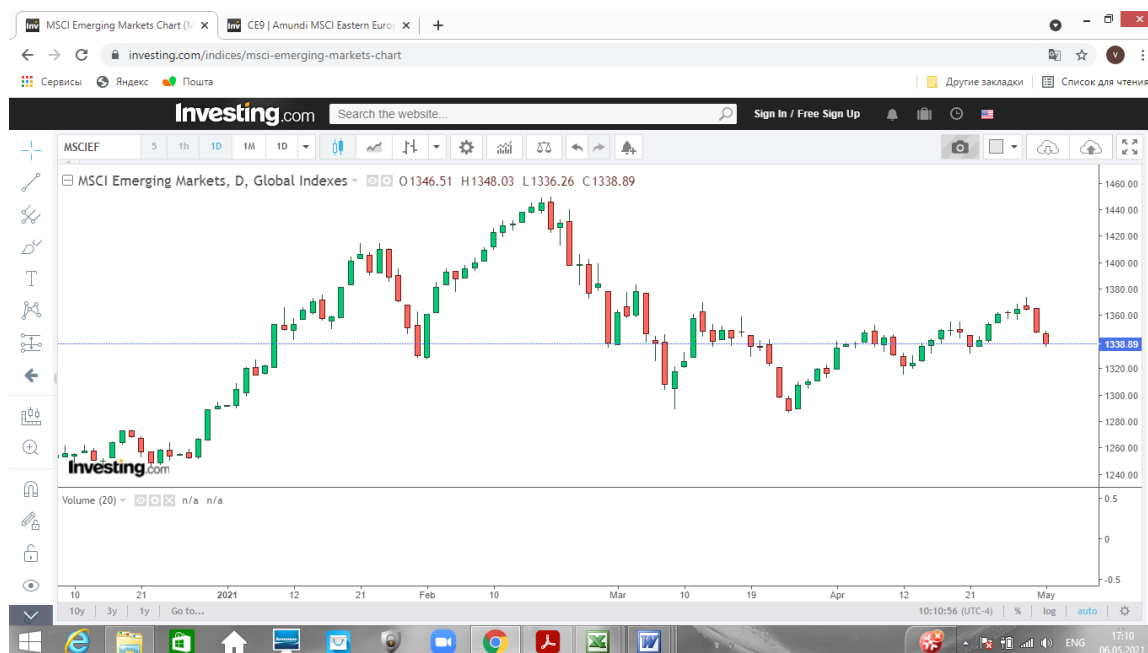 MSCI Emerging Markets Chart (M
CE9 | Amundi MSCI Eastern Euro
investing.com/indices/msci-emerging-markets-chart
V
Сервисы Яндекс Почта Другие закладки Список для чтения
Investing.com Search the website... Sign In / Free Sign Up
MSCIEF 5 1h 1D 1M 1D
MSCI Emerging Markets, D, Global Indexes O1346.51 H1348.03 L1336.26 C1338.89
1460.00
1440.00
1420.00
1400.00
1380.00
1360.00
1338.89
1320.00
1300.00
1280.00
1260.00
1240.00
Investing.com
Volume (20) n/a n/a
0.5
0
-0.5
10 21 2021 12 21 Feb 10 Mar 10 19 Apr 12 21 May
10y 3y 1y Go to... 10:10:56 (UTC-4) % log auto
ENG 17:10
06.05.2021